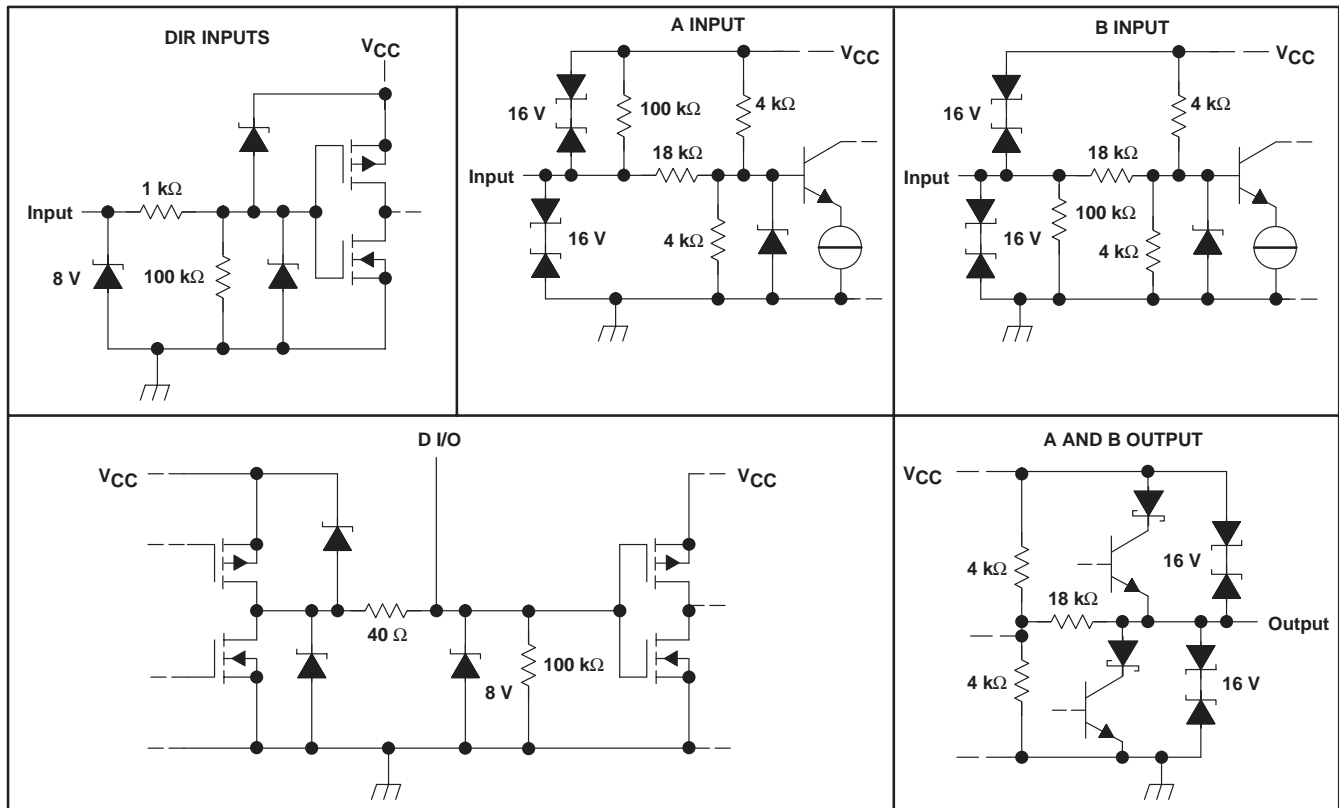 DIR INPUTS
VCC
1 kΩ
Input
8 V
100 kΩ
A INPUT
VCC
16 V
100 kΩ
4 kΩ
18 kΩ
Input
16 V
4 kΩ
B INPUT
VCC
16 V
4 kΩ
18 kΩ
Input
100 kΩ
16 V
4 kΩ
D I/O
VCC
VCC
40 Ω
8 V
100 kΩ
A AND B OUTPUT
VCC
4 kΩ
16 V
18 kΩ
Output
4 kΩ
16 V